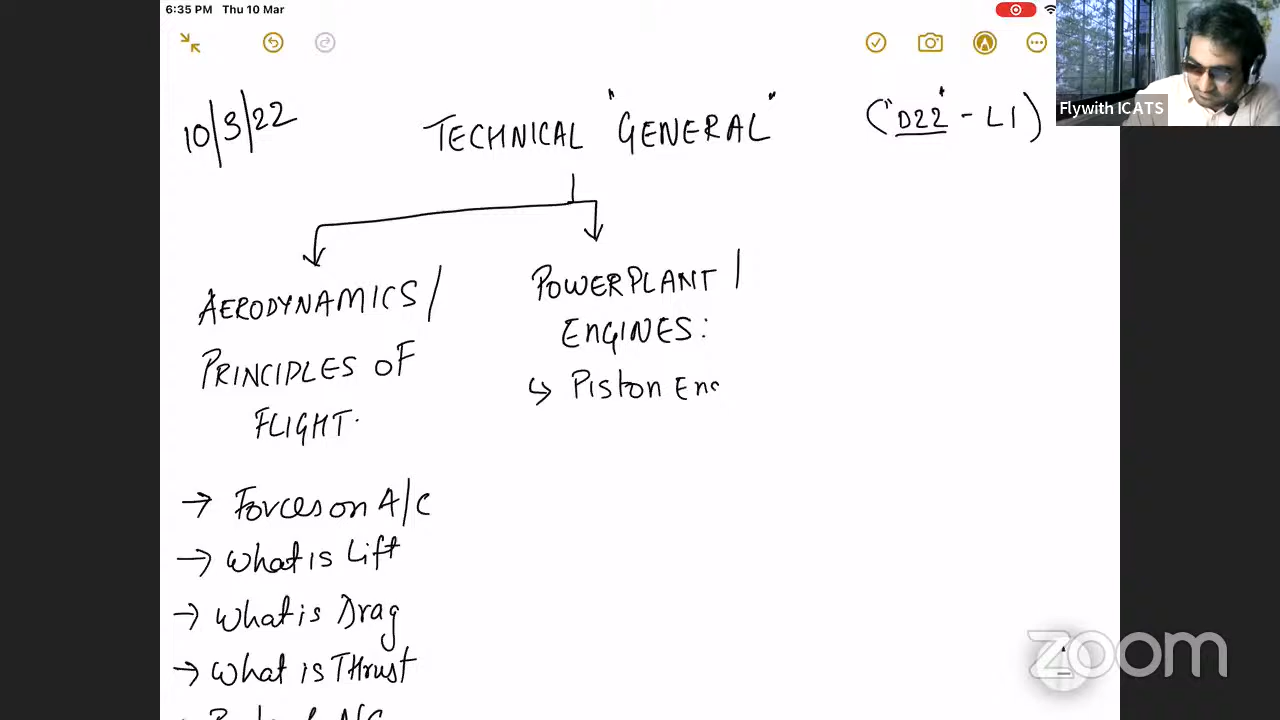 6:35 PM Thu 10 Mar
Flywith ICATS
10/3/22
TECHNICAL "GENERAL"
("D22" - L1)
AERODYNAMICS/
PRINCIPLES OF
FLIGHT.
POWERPLANT /
ENGINES:
↳ Piston Eng
→ Forces on A/C
→ What is Lift
→ What is Drag
→ What is Thrust
zoom